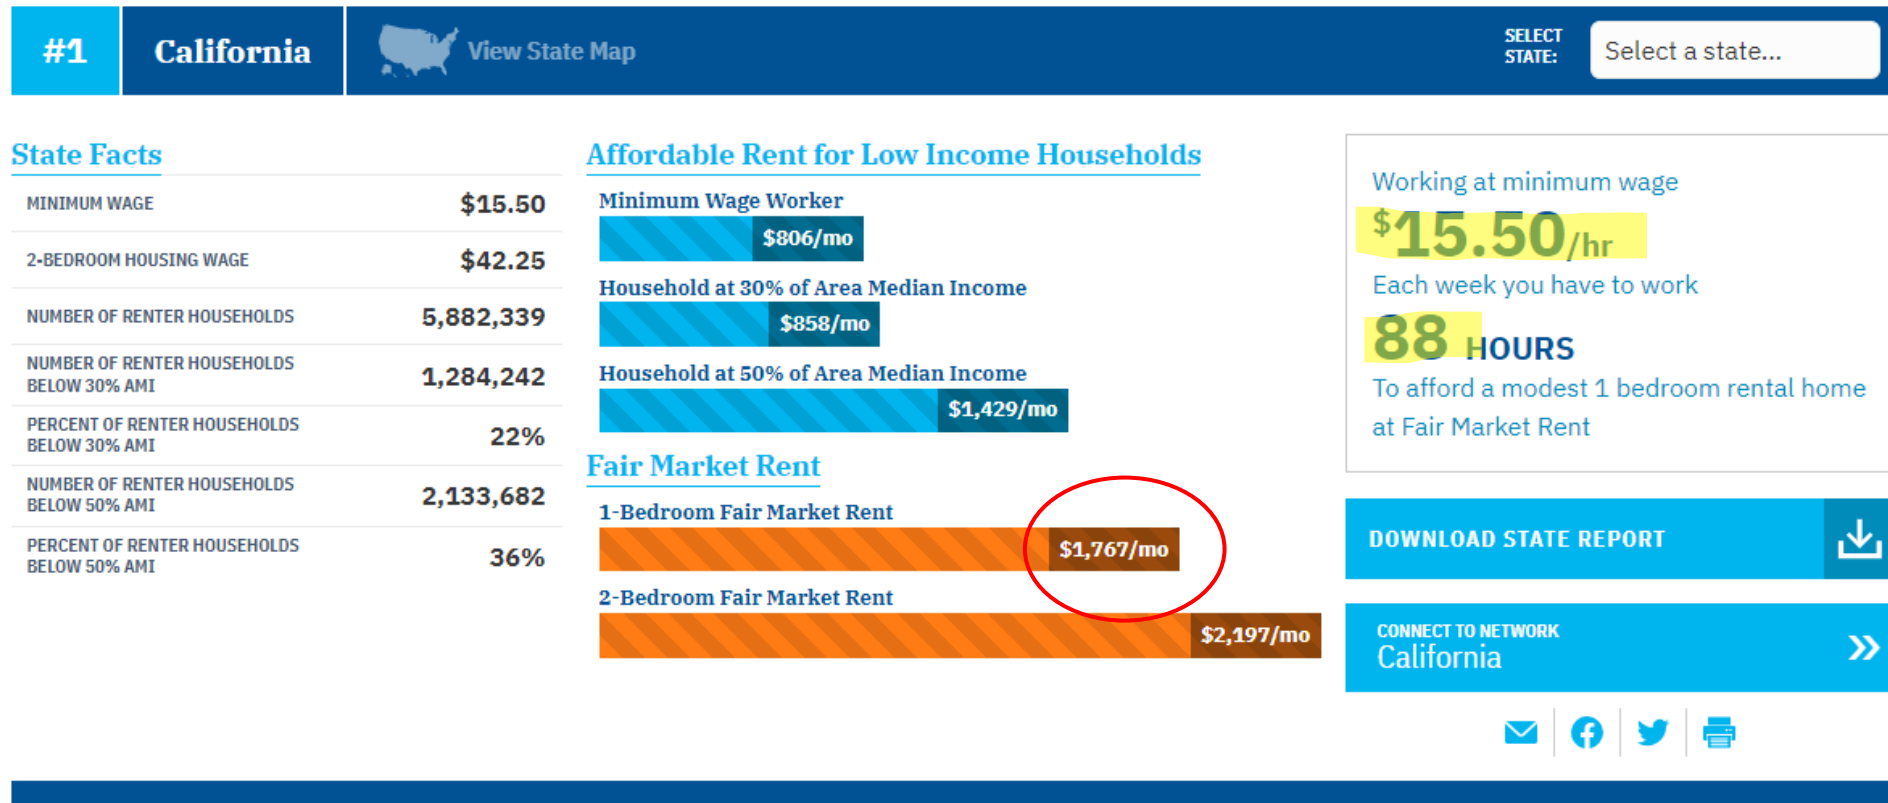 #1
California
View State Map
SELECT
STATE:
Select a state...
State Facts
MINIMUM WAGE $15.50
2-BEDROOM HOUSING WAGE $42.25
NUMBER OF RENTER HOUSEHOLDS 5,882,339
NUMBER OF RENTER HOUSEHOLDS
BELOW 30% AMI 1,284,242
PERCENT OF RENTER HOUSEHOLDS
BELOW 30% AMI 22%
NUMBER OF RENTER HOUSEHOLDS
BELOW 50% AMI 2,133,682
PERCENT OF RENTER HOUSEHOLDS
BELOW 50% AMI 36%
Affordable Rent for Low Income Households
Minimum Wage Worker
$806/mo
Household at 30% of Area Median Income
$858/mo
Household at 50% of Area Median Income
$1,429/mo
Fair Market Rent
1-Bedroom Fair Market Rent
$1,767/mo
2-Bedroom Fair Market Rent
$2,197/mo
Working at minimum wage
$15.50/hr
Each week you have to work
88 HOURS
To afford a modest 1 bedroom rental home
at Fair Market Rent
DOWNLOAD STATE REPORT
CONNECT TO NETWORK
California